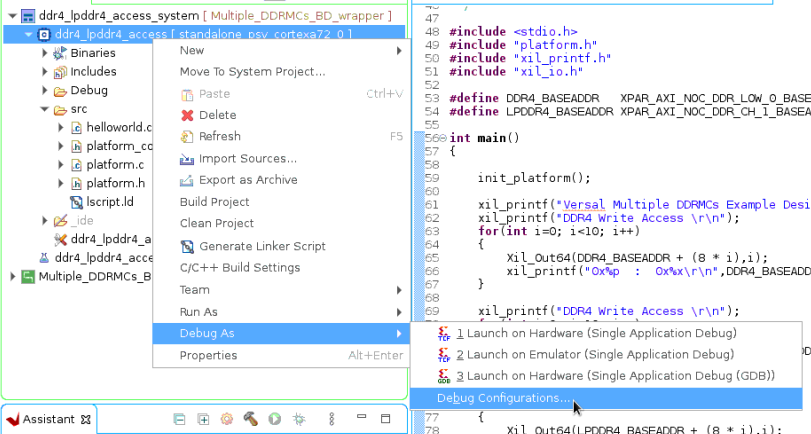 ddr4_lpddr4_access_system [ Multiple_DDRMCs_BD_wrapper ]
ddr4_lpddr4_access [ standalone_psv_cortexa72_0 ]
Binaries
Includes
Debug
src
helloworld.c
platform_co
platform.c
platform.h
lscript.ld
_ide
ddr4_lpddr4_a
ddr4_lpddr4_acce
Multiple_DDRMCs_B
New
Move To System Project...
Paste Ctrl+V
Delete
Refresh F5
Import Sources...
Export as Archive
Build Project
Clean Project
Generate Linker Script
C/C++ Build Settings
Team
Run As
Debug As
Properties Alt+Enter
1 Launch on Hardware (Single Application Debug)
2 Launch on Emulator (Single Application Debug)
3 Launch on Hardware (Single Application Debug (GDB))
Debug Configurations...
47
48 #include <stdio.h>
49 #include "platform.h"
50 #include "xil_printf.h"
51 #include "xil_io.h"
52
53 #define DDR4_BASEADDR XPAR_AXI_NOC_DDR_LOW_0_BASE
54 #define LPDDR4_BASEADDR XPAR_AXI_NOC_DDR_CH_1_BASEA
55
56 int main()
57 {
58
59 init_platform();
60
61 xil_printf("Versal Multiple DDRMCs Example Desi
62 xil_printf("DDR4 Write Access \r\n");
63 for(int i=0; i<10; i++)
64 {
65 Xil_Out64(DDR4_BASEADDR + (8 * i),i);
66 xil_printf("0x%p : 0x%x\r\n",DDR4_BASEADD
67 }
68
69 xil_printf("DDR4 Write Access \r\n");
77 {
78 Xil_Out64(LPDDR4_BASEADDR + (8 * i),i);
Assistant
TCF
TCF
GDB